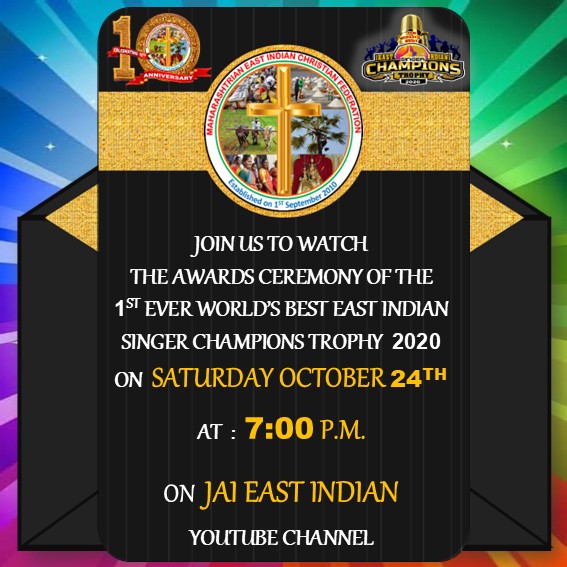 10
CELEBRATING 10TH
ANNIVERSARY
MAHARASHTRIAN EAST INDIAN CHRISTIAN FEDERATION
Established on 1ST September 2010
EAST INDIAN
CHAMPIONS
TROPHY
2020
JOIN US TO WATCH
THE AWARDS CEREMONY OF THE
1ST EVER WORLD'S BEST EAST INDIAN
SINGER CHAMPIONS TROPHY 2020
ON SATURDAY OCTOBER 24TH
AT : 7:00 P.M.
ON JAI EAST INDIAN
YOUTUBE CHANNEL